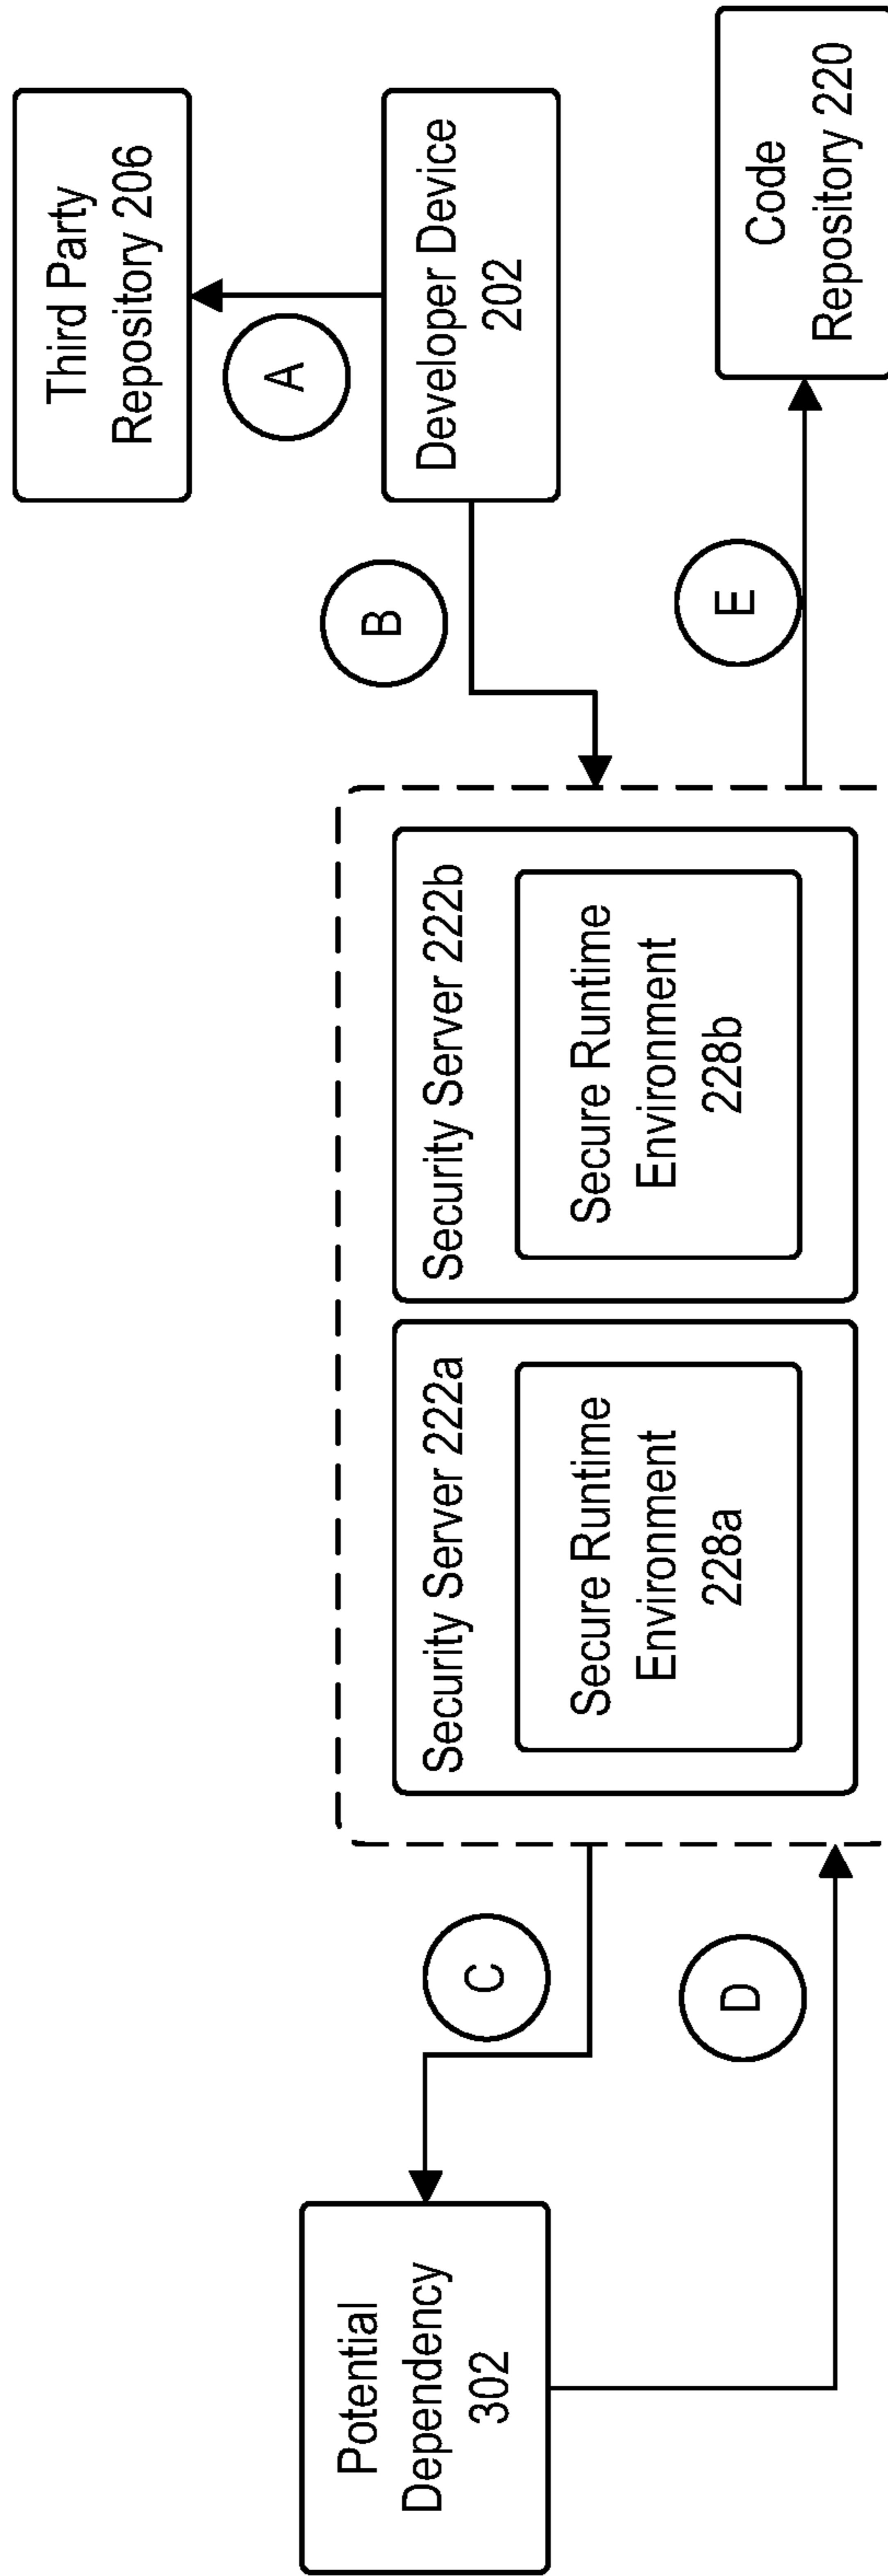 Third Party
Repository 206
A
Developer Device
202
B
Potential
Dependency
302
C
Security Server 222a
Secure Runtime
Environment
228a
Security Server 222b
Secure Runtime
Environment
228b
D
E
Code
Repository 220